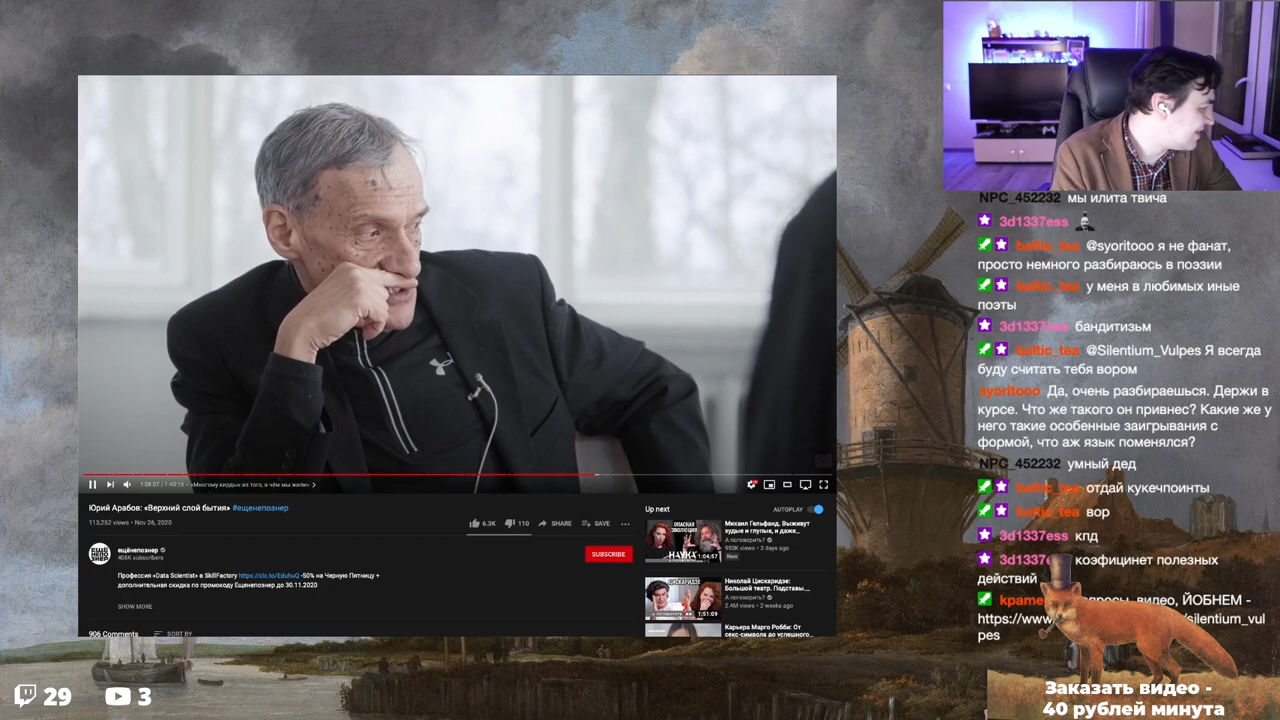 1:08:07 / 1:40:16 • «Многому кирдык из того, в чём мы жили»
Юрий Арабов: «Верхний слой бытия» #ещенепознер
113,252 views • Nov 26, 2020
6.3K
110
SHARE
SAVE
ещёнепознер
405K subscribers
SUBSCRIBE
Профессия «Data Scientist» в SkillFactory https://clc.to/EduhuQ -50% на Черную Пятницу +
дополнительная скидка по промокоду Ещенепознер до 30.11.2020
SHOW MORE
906 Comments
SORT BY
Up next
AUTOPLAY
ОПАСНАЯ
ЭВОЛЮЦИЯ
НАУКА
1:04:57
Михаил Гельфанд. Выживут
худые и глупые, и даже...
А поговорить?
950K views • 3 days ago
New
ЦИСКАРИДЗЕ
1:51:09
Николай Цискаридзе:
Большой театр. Подставы...
А поговорить?
2.4M views • 2 weeks ago
Карьера Марго Робби: От
секс-символа до успешного...
NPC_452232 мы илита твича
3d1337ess
baltic_tea @syoritooo я не фанат,
просто немного разбираюсь в поэзии
baltic_tea у меня в любимых иные
поэты
3d1337ess бандитизьм
baltic_tea @Silentium_Vulpes Я всегда
буду считать тебя вором
syoritooo Да, очень разбираешься. Держи в
курсе. Что же такого он привнес? Какие же у
него такие особенные заигрывания с
формой, что аж язык поменялся?
NPC_452232 умный дед
baltic_tea отдай кукечпоинты
baltic_tea вор
3d1337ess кпд
коэфицинет полезных
действий
видео, ЙОБНЕМ -
https://www
/silentium_vul
pes
Заказать видео -
40 рублей минута
29
3